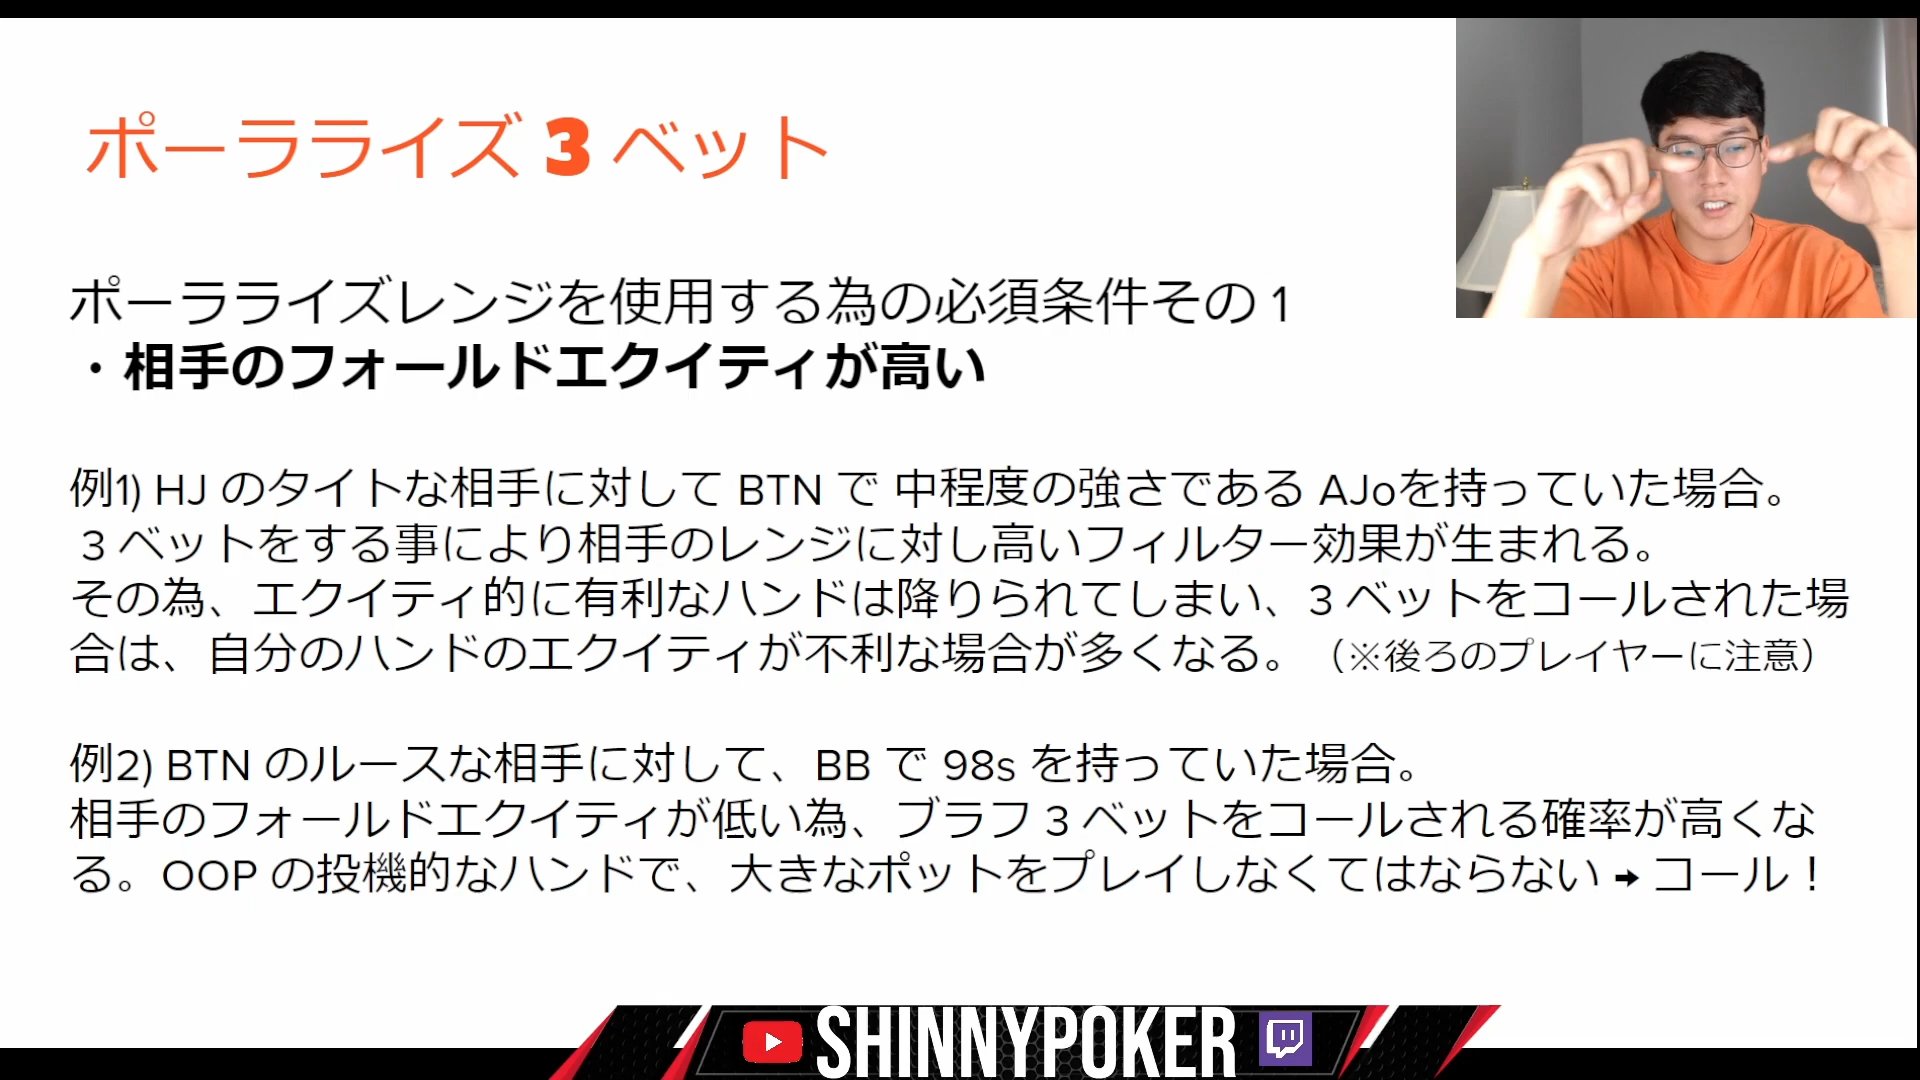 ポーラライズ 3 ベット
ポーラライズレンジを使用する為の必須条件その 1
・相手のフォールドエクイティが高い
例1) HJ のタイトな相手に対して BTN で 中程度の強さである AJoを持っていた場合。
3 ベットをする事により相手のレンジに対し高いフィルター効果が生まれる。
その為、エクイティ的に有利なハンドは降りられてしまい、3 ベットをコールされた場
合は、自分のハンドのエクイティが不利な場合が多くなる。（※後ろのプレイヤーに注意）
例2) BTN のルースな相手に対して、BB で 98s を持っていた場合。
相手のフォールドエクイティが低い為、ブラフ 3 ベットをコールされる確率が高くな
る。OOP の投機的なハンドで、大きなポットをプレイしなくてはならない ➡ コール！
SHINNYPOKER